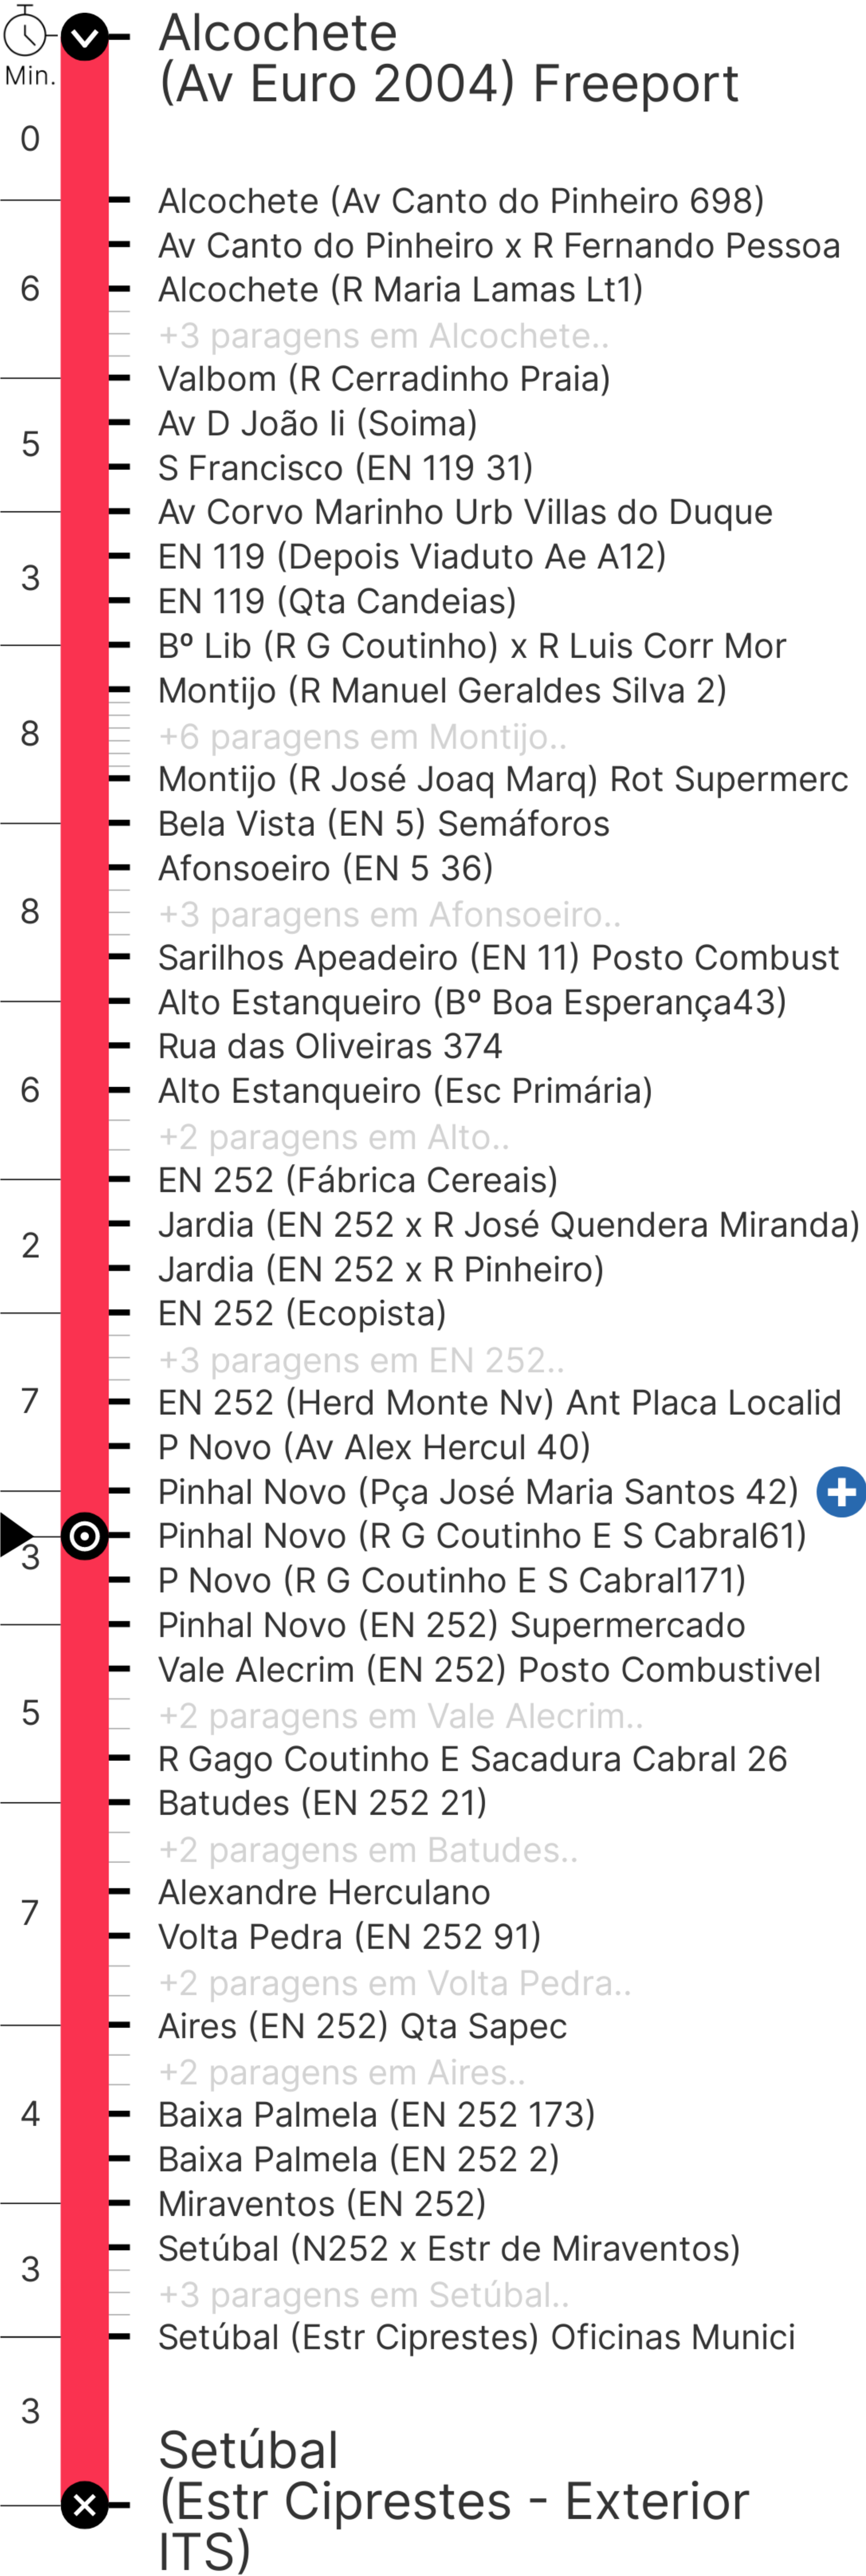 Alcochete
(Av Euro 2004) Freeport
Min.
0
Alcochete (Av Canto do Pinheiro 698)
Av Canto do Pinheiro x R Fernando Pessoa
6
Alcochete (R Maria Lamas Lt1)
+3 paragens em Alcochete..
Valbom (R Cerradinho Praia)
Av D João Ii (Soima)
5
S Francisco (EN 119 31)
Av Corvo Marinho Urb Villas do Duque
EN 119 (Depois Viaduto Ae A12)
3
EN 119 (Qta Candeias)
Bº Lib (R G Coutinho) x R Luis Corr Mor
Montijo (R Manuel Geraldes Silva 2)
8
+6 paragens em Montijo..
Montijo (R José Joaq Marq) Rot Supermerc
Bela Vista (EN 5) Semáforos
Afonsoeiro (EN 5 36)
8
+3 paragens em Afonsoeiro..
Sarilhos Apeadeiro (EN 11) Posto Combust
Alto Estanqueiro (Bº Boa Esperança43)
Rua das Oliveiras 374
6
Alto Estanqueiro (Esc Primária)
+2 paragens em Alto..
EN 252 (Fábrica Cereais)
Jardia (EN 252 x R José Quendera Miranda)
2
Jardia (EN 252 x R Pinheiro)
EN 252 (Ecopista)
+3 paragens em EN 252..
7
EN 252 (Herd Monte Nv) Ant Placa Localid
P Novo (Av Alex Hercul 40)
Pinhal Novo (Pça José Maria Santos 42)
Pinhal Novo (R G Coutinho E S Cabral61)
3
P Novo (R G Coutinho E S Cabral171)
Pinhal Novo (EN 252) Supermercado
Vale Alecrim (EN 252) Posto Combustivel
5
+2 paragens em Vale Alecrim..
R Gago Coutinho E Sacadura Cabral 26
Batudes (EN 252 21)
+2 paragens em Batudes..
Alexandre Herculano
7
Volta Pedra (EN 252 91)
+2 paragens em Volta Pedra..
Aires (EN 252) Qta Sapec
+2 paragens em Aires..
4
Baixa Palmela (EN 252 173)
Baixa Palmela (EN 252 2)
Miraventos (EN 252)
Setúbal (N252 x Estr de Miraventos)
3
+3 paragens em Setúbal..
Setúbal (Estr Ciprestes) Oficinas Munici
3
Setúbal
(Estr Ciprestes - Exterior
ITS)